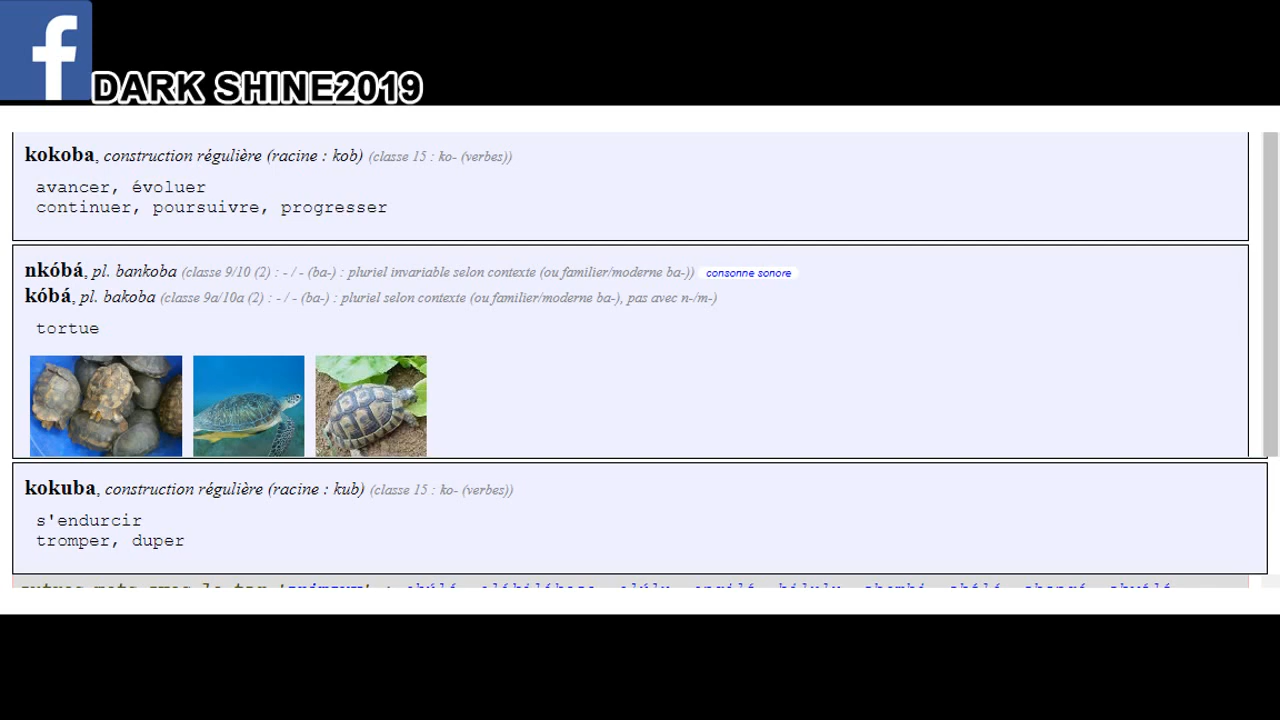 DARK SHINE2019
kokoba, construction régulière (racine : kob) (classe 15 : ko- (verbes))
avancer, évoluer
continuer, poursuivre, progresser
nkóbá, pl. bankoba (classe 9/10 (2) : - / - (ba-) : pluriel invariable selon contexte (ou familier/moderne ba-)) consonne sonore
kóbá, pl. bakoba (classe 9a/10a (2) : - / - (ba-) : pluriel selon contexte (ou familier/moderne ba-), pas avec n-/m-)
tortue
kokuba, construction régulière (racine : kub) (classe 15 : ko- (verbes))
s'endurcir
tromper, duper